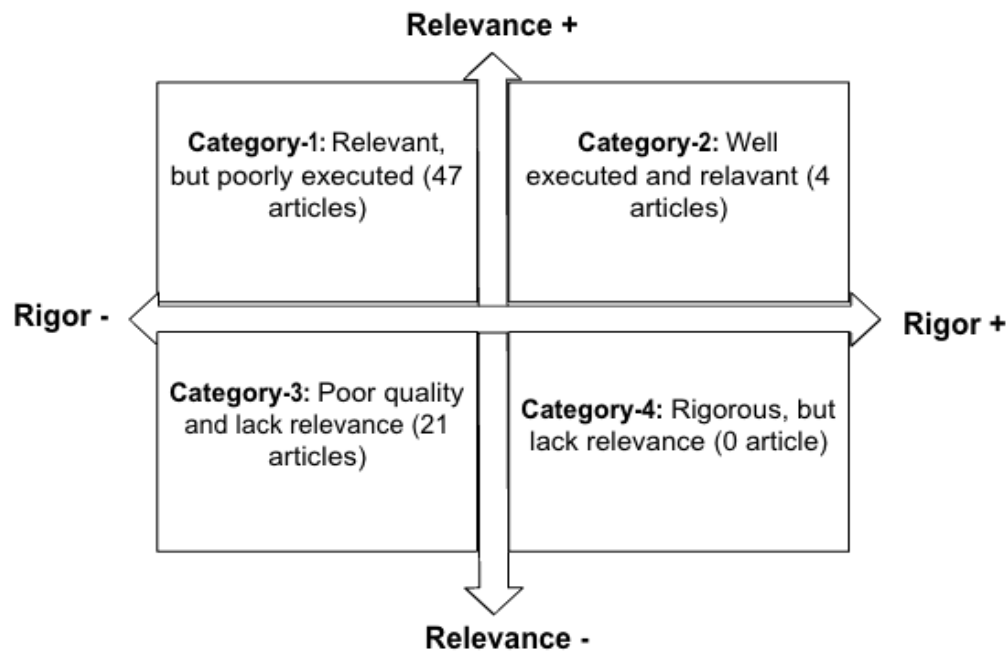 Relevance +
Category-1: Relevant,
but poorly executed (47
articles)
Category-2: Well
executed and relavant (4
articles)
Rigor -
Rigor +
Category-3: Poor quality
and lack relevance (21
articles)
Category-4: Rigorous, but
lack relevance (0 article)
Relevance -